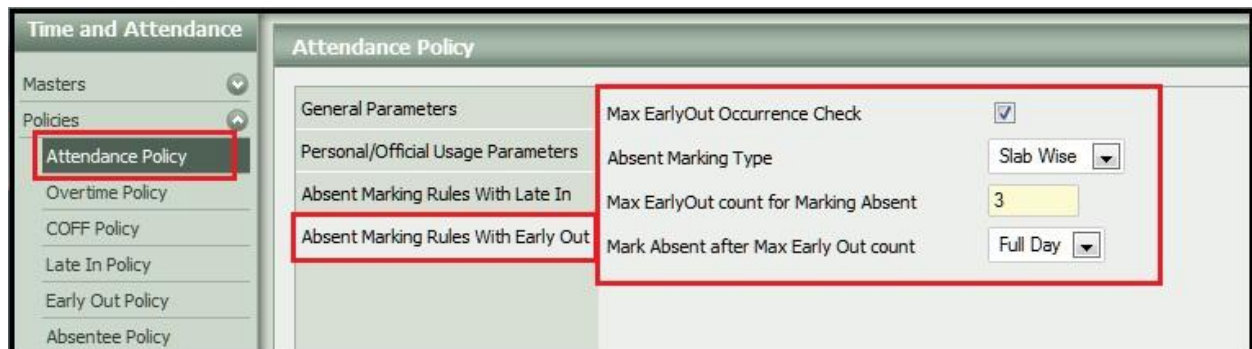 Time and Attendance
Masters
Policies
Attendance Policy
Overtime Policy
COFF Policy
Late In Policy
Early Out Policy
Absentee Policy
Attendance Policy
General Parameters
Personal/Official Usage Parameters
Absent Marking Rules With Late In
Absent Marking Rules With Early Out
Max EarlyOut Occurrence Check
Absent Marking Type Slab Wise
Max EarlyOut count for Marking Absent 3
Mark Absent after Max Early Out count Full Day